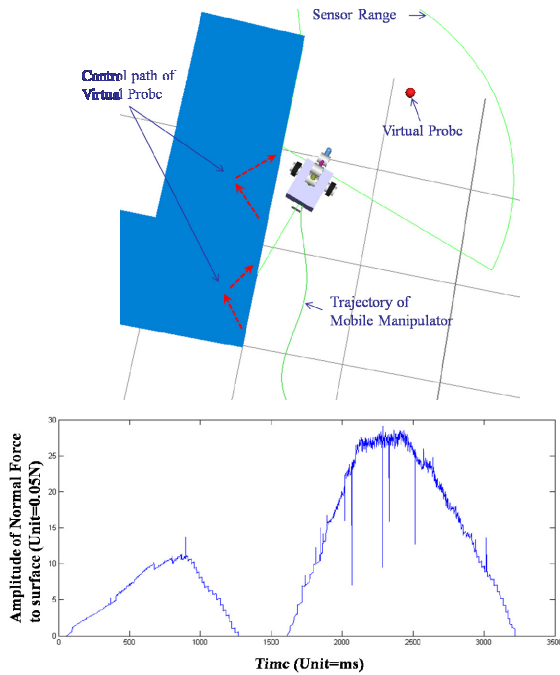 Sensor Range
Control path of
Virtual Probe
Virtual Probe
Trajectory of
Mobile Manipulator
Amplitude of Normal Force
to surface (Unit=0.05N)
30
25
20
15
10
5
0
0
500
1000
1500
2000
2500
3000
3500
Time (Unit=ms)